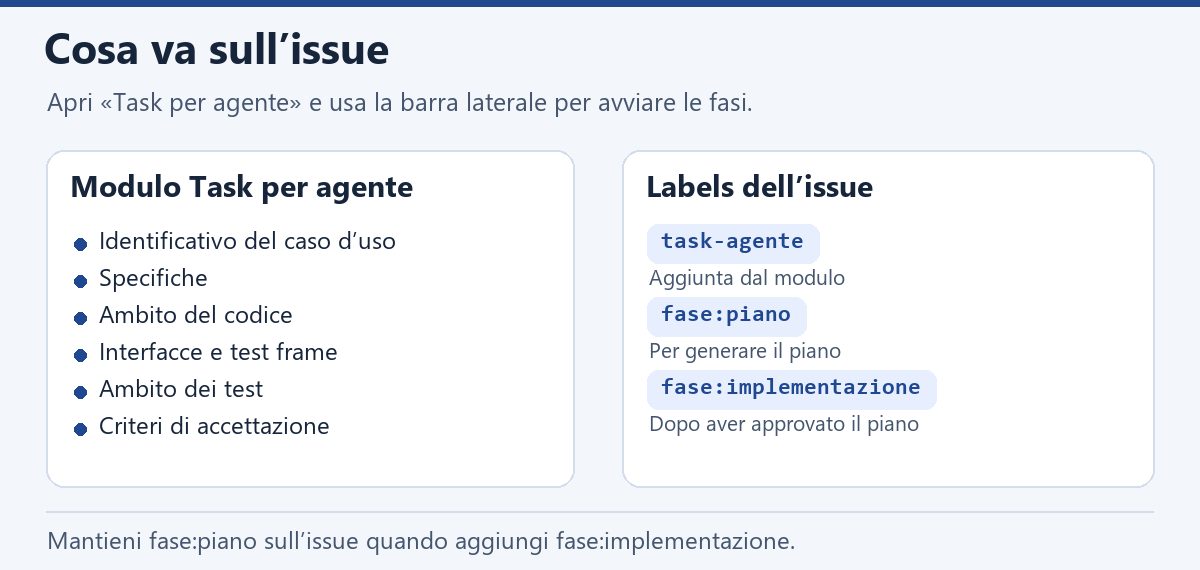 Cosa va sull’issue
Apri «Task per agente» e usa la barra laterale per avviare le fasi.
Modulo Task per agente
Identificativo del caso d’uso
Specifiche
Ambito del codice
Interfacce e test frame
Ambito dei test
Criteri di accettazione
Labels dell’issue
task-agente
Aggiunta dal modulo
fase:piano
Per generare il piano
fase:implementazione
Dopo aver approvato il piano
Mantieni fase:piano sull’issue quando aggiungi fase:implementazione.